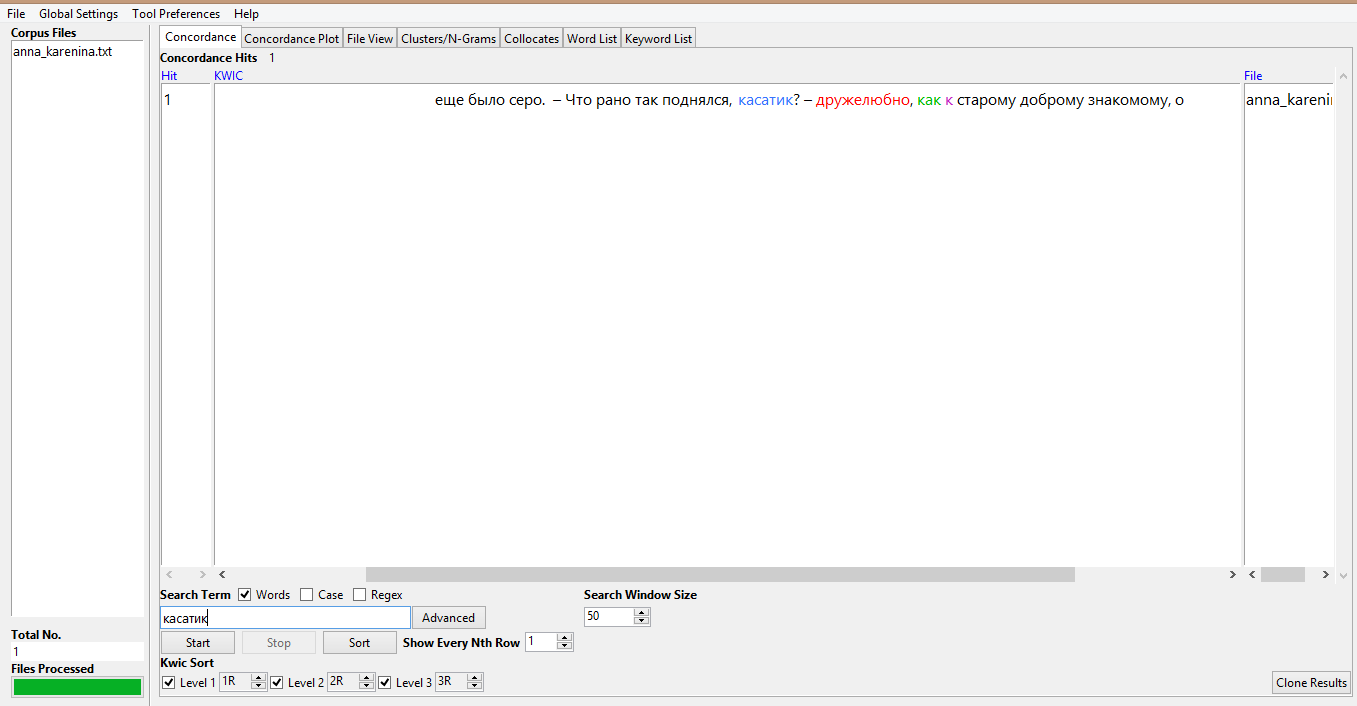 File Global Settings Tool Preferences Help
Corpus Files
anna_karenina.txt
Concordance Concordance Plot File View Clusters/N-Grams Collocates Word List Keyword List
Concordance Hits 1
Hit KWIC File
1 еще было серо. – Что рано так поднялся, касатик? – дружелюбно, как к старому доброму знакомому, о anna_kareni
Search Term Words Case Regex Search Window Size
касатик Advanced 50
Start Stop Sort Show Every Nth Row 1
Kwic Sort
Level 1 1R Level 2 2R Level 3 3R Clone Results
Total No.
1
Files Processed